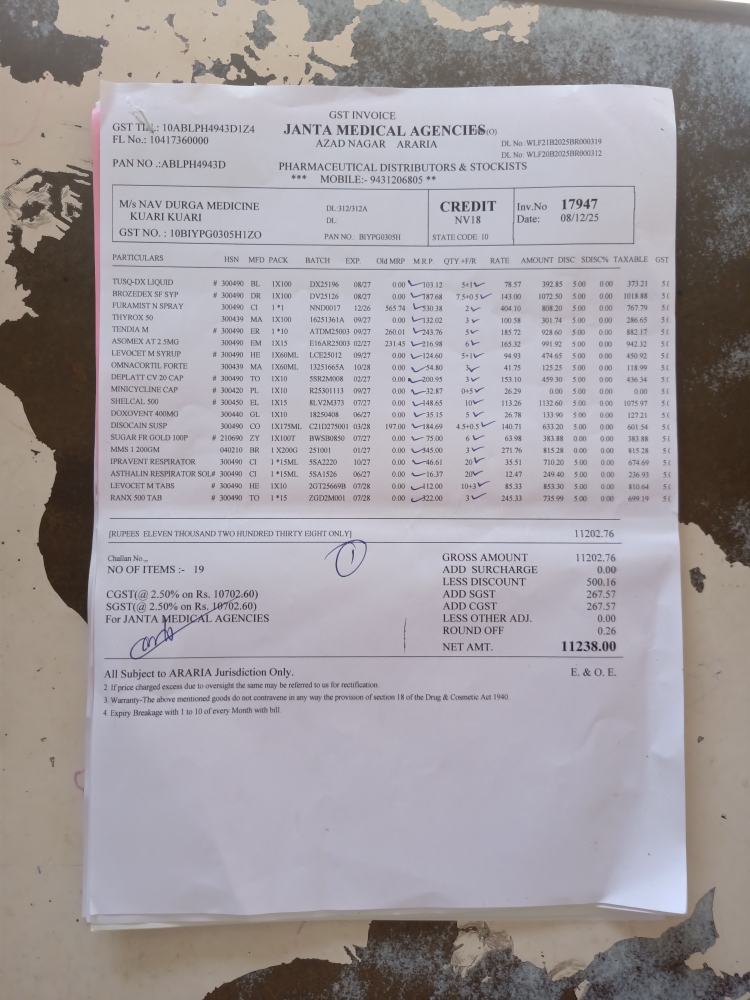 GST INVOICE
GST TIN.: 10ABLPH4943D1Z4
JANTA MEDICAL AGENCIES (O)
FL No.: 10417360000
AZAD NAGAR ARARIA
DL No: WLF21B2025BR000319
DL No: WLF20B2025BR000312
PAN NO .:ABLPH4943D
PHARMACEUTICAL DISTRIBUTORS & STOCKISTS
*** MOBILE:- 9431206805 **
M/s NAV DURGA MEDICINE DL:312/312A CREDIT Inv.No 17947
KUARI KUARI DL: NV18 Date: 08/12/25
GST NO. : 10BIYPG0305H1ZO PAN NO.: BIYPG0305H STATE CODE: 10
PARTICULARS HSN MFD PACK BATCH EXP. Old MRP M.R.P. QTY +F/R RATE AMOUNT DISC SDISC% TAXABLE GST
TUSQ-DX LIQUID # 300490 BL 1X100 DX25196 08/27 0.00 103.12 5+1 78.57 392.85 5.00 0.00 373.21
BROZEDEX SF SYP # 300490 DR 1X100 DV25126 08/27 0.00 187.68 7.5+0.5 143.00 1072.50 5.00 0.00 1018.88
FURAMIST N SPRAY # 300490 CI 1 *1 NND0017 12/26 565.74 530.38 2 404.10 808.20 5.00 0.00 767.79
THYROX 50 300439 MA 1X100 16251361A 09/27 0.00 132.02 3 100.58 301.74 5.00 0.00 286.65
TENDIA M # 300490 ER 1 *10 ATDM25003 09/27 260.01 243.76 5 185.72 928.60 5.00 0.00 882.17
ASOMEX AT 2.5MG # 300490 EM 1X15 E16AR25003 02/27 231.45 216.98 6 165.32 991.92 5.00 0.00 942.32
LEVOCET M SYRUP # 300490 HE 1X60ML LCE25012 09/27 0.00 124.60 5+1 94.93 474.65 5.00 0.00 450.92
OMNACORTIL FORTE 300439 MA 1X60ML 13251665A 10/28 0.00 54.80 3 41.75 125.25 5.00 0.00 118.99
DEPLATT CV 20 CAP # 300490 TO 1X10 5SR2M008 02/27 0.00 200.95 3 153.10 459.30 5.00 0.00 436.34
MINICYCLINE CAP # 300420 PL 1X10 R25301113 09/27 0.00 32.87 0+5 26.29 0.00 5.00 0.00 0.00
SHELCAL 500 # 300450 EL 1X15 8LV2M373 07/27 0.00 148.65 10 113.26 1132.60 5.00 0.00 1075.97
DOXOVENT 400MG 300440 GL 1X10 18250408 06/27 0.00 35.15 5 26.78 133.90 5.00 0.00 127.21
DISOCAIN SUSP # 300490 CO 1X175ML C21D275001 03/28 197.00 184.69 4.5+0.5 140.71 633.20 5.00 0.00 601.54
SUGAR FR GOLD 100P # 210690 ZY 1X100T BWSB0850 07/27 0.00 75.00 6 63.98 383.88 0.00 0.00 383.88
MMS 1 200GM 040210 BR 1 X200G 251001 01/27 0.00 345.00 3 271.76 815.28 0.00 0.00 815.28
IPRAVENT RESPIRATOR # 300490 CI 1 *15ML 5SA2220 10/27 0.00 46.61 20 35.51 710.20 5.00 0.00 674.69
ASTHALIN RESPIRATOR SOL# 300490 CI 1 *15ML 5SA1526 06/27 0.00 16.37 20 12.47 249.40 5.00 0.00 236.93
LEVOCET M TABS # 300490 HE 1X10 2GT25669B 07/28 0.00 112.00 10+3 85.33 853.30 5.00 0.00 810.64
RANX 500 TAB # 300490 TO 1 *15 ZGD2M001 07/28 0.00 322.00 3 245.33 735.99 5.00 0.00 699.19
[RUPEES ELEVEN THOUSAND TWO HUNDRED THIRTY EIGHT ONLY] 11202.76
1
Challan No.,,
NO OF ITEMS :- 19
CGST(@ 2.50% on Rs. 10702.60)
SGST(@ 2.50% on Rs. 10702.60)
For JANTA MEDICAL AGENCIES
GROSS AMOUNT 11202.76
ADD SURCHARGE 0.00
LESS DISCOUNT 500.16
ADD SGST 267.57
ADD CGST 267.57
LESS OTHER ADJ. 0.00
ROUND OFF 0.26
NET AMT. 11238.00
All Subject to ARARIA Jurisdiction Only. E. & O. E.
2. If price charged excess due to oversight the same may be referred to us for rectification.
3. Warranty-The above mentioned goods do not contravene in any way the provision of section 18 of the Drug & Cosmetic Act 1940.
4. Expiry Breakage with 1 to 10 of every Month with bill.